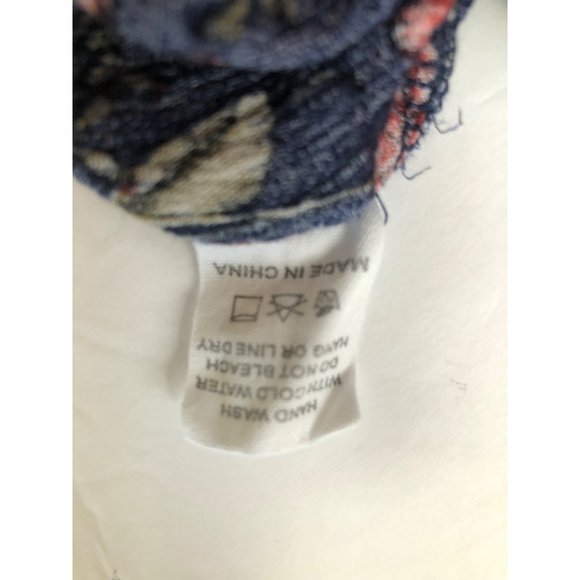 HAND WASH
WITH COLD WATER
DO NOT BLEACH
HANG OR LINE DRY
MADE IN CHINA